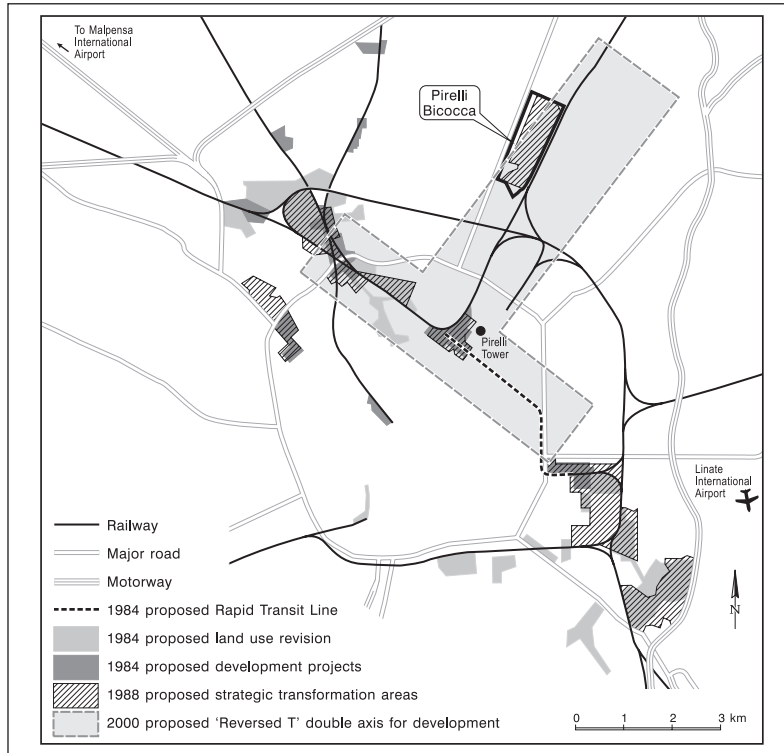 To Malpensa
International
Airport
Pirelli
Bicocca
Pirelli
Tower
Linate
International
Airport
Railway
Major road
Motorway
1984 proposed Rapid Transit Line
1984 proposed land use revision
1984 proposed development projects
1988 proposed strategic transformation areas
2000 proposed ‘Reversed T’ double axis for development
N
0 1 2 3 km